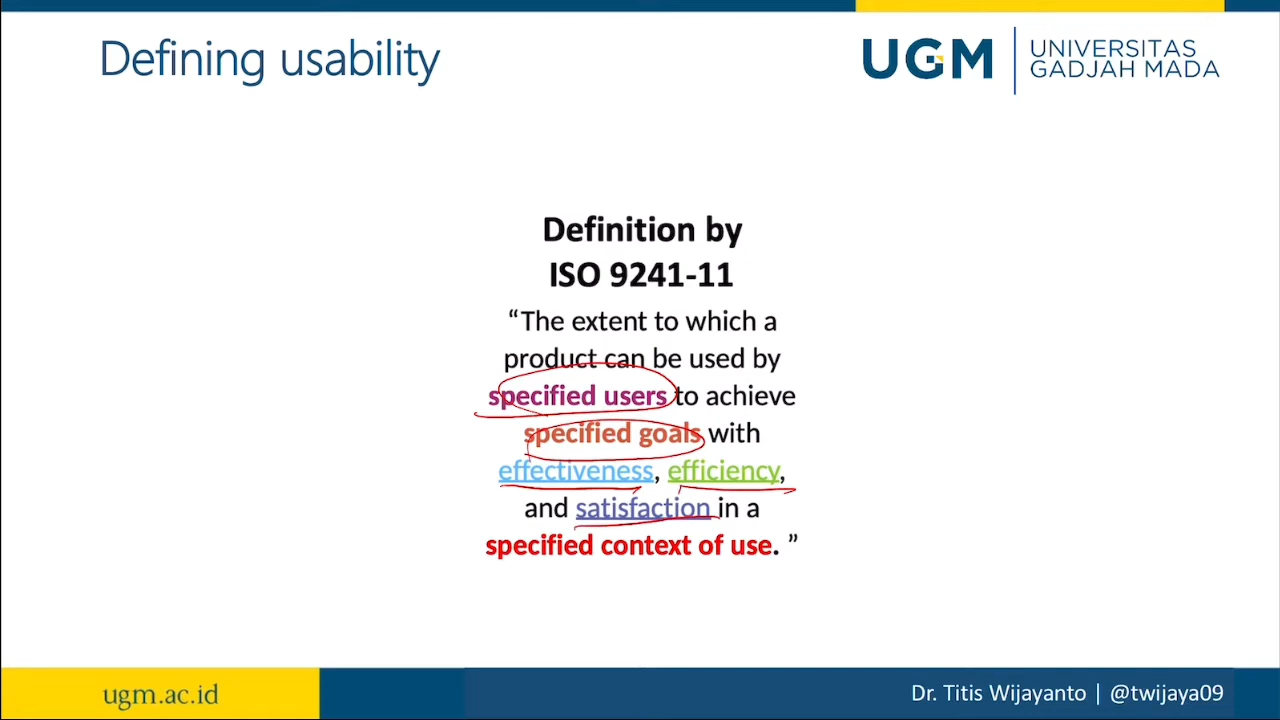 Defining usability
UGM
UNIVERSITAS
GADJAH MADA
Definition by
ISO 9241-11
“The extent to which a
product can be used by
specified users to achieve
specified goals with
effectiveness, efficiency,
and satisfaction in a
specified context of use. ”
ugm.ac.id
Dr. Titis Wijayanto | @twijaya09